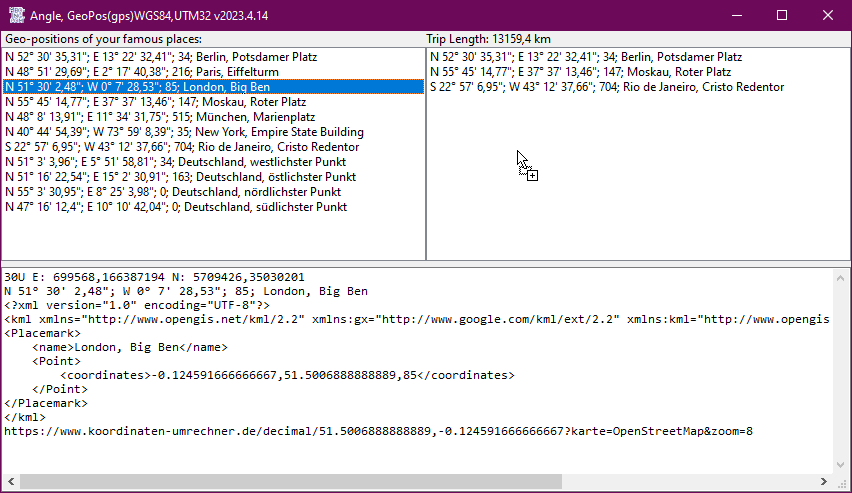 Angle, GeoPos(gps)WGS84,UTM32 v2023.4.14
Geo-positions of your famous places:
N 52° 30' 35,31"; E 13° 22' 32,41"; 34; Berlin, Potsdamer Platz
N 48° 51' 29,69"; E 2° 17' 40,38"; 216; Paris, Eiffelturm
N 51° 30' 2,48"; W 0° 7' 28,53"; 85; London, Big Ben
N 55° 45' 14,77"; E 37° 37' 13,46"; 147; Moskau, Roter Platz
N 48° 8' 13,91"; E 11° 34' 31,75"; 515; München, Marienplatz
N 40° 44' 54,39"; W 73° 59' 8,39"; 35; New York, Empire State Building
S 22° 57' 6,95"; W 43° 12' 37,66"; 704; Rio de Janeiro, Cristo Redentor
N 51° 3' 3,96"; E 5° 51' 58,81"; 34; Deutschland, westlichster Punkt
N 51° 16' 22,54"; E 15° 2' 30,91"; 163; Deutschland, östlichster Punkt
N 55° 3' 30,95"; E 8° 25' 3,98"; 0; Deutschland, nördlichster Punkt
N 47° 16' 12,4"; E 10° 10' 42,04"; 0; Deutschland, südlichster Punkt
Trip Length: 13159,4 km
N 52° 30' 35,31"; E 13° 22' 32,41"; 34; Berlin, Potsdamer Platz
N 55° 45' 14,77"; E 37° 37' 13,46"; 147; Moskau, Roter Platz
S 22° 57' 6,95"; W 43° 12' 37,66"; 704; Rio de Janeiro, Cristo Redentor
30U E: 699568,166387194 N: 5709426,35030201
N 51° 30' 2,48"; W 0° 7' 28,53"; 85; London, Big Ben
<?xml version="1.0" encoding="UTF-8"?>
<kml xmlns="http://www.opengis.net/kml/2.2" xmlns:gx="http://www.google.com/kml/ext/2.2" xmlns:kml="http://www.opengis
<Placemark>
<name>London, Big Ben</name>
<Point>
<coordinates>-0.124591666666667,51.5006888888889,85</coordinates>
</Point>
</Placemark>
</kml>
https://www.koordinaten-umrechner.de/decimal/51.5006888888889,-0.124591666666667?karte=OpenStreetMap&zoom=8